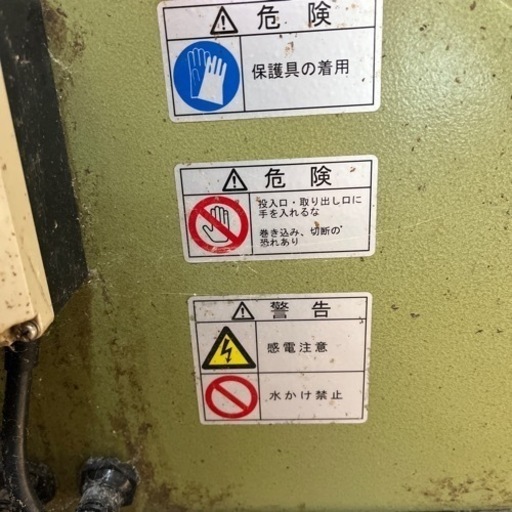 危険
保護具の着用
危険
投入口・取り出し口に
手を入れるな
巻き込み、切断の
恐れあり
警告
感電注意
水かけ禁止